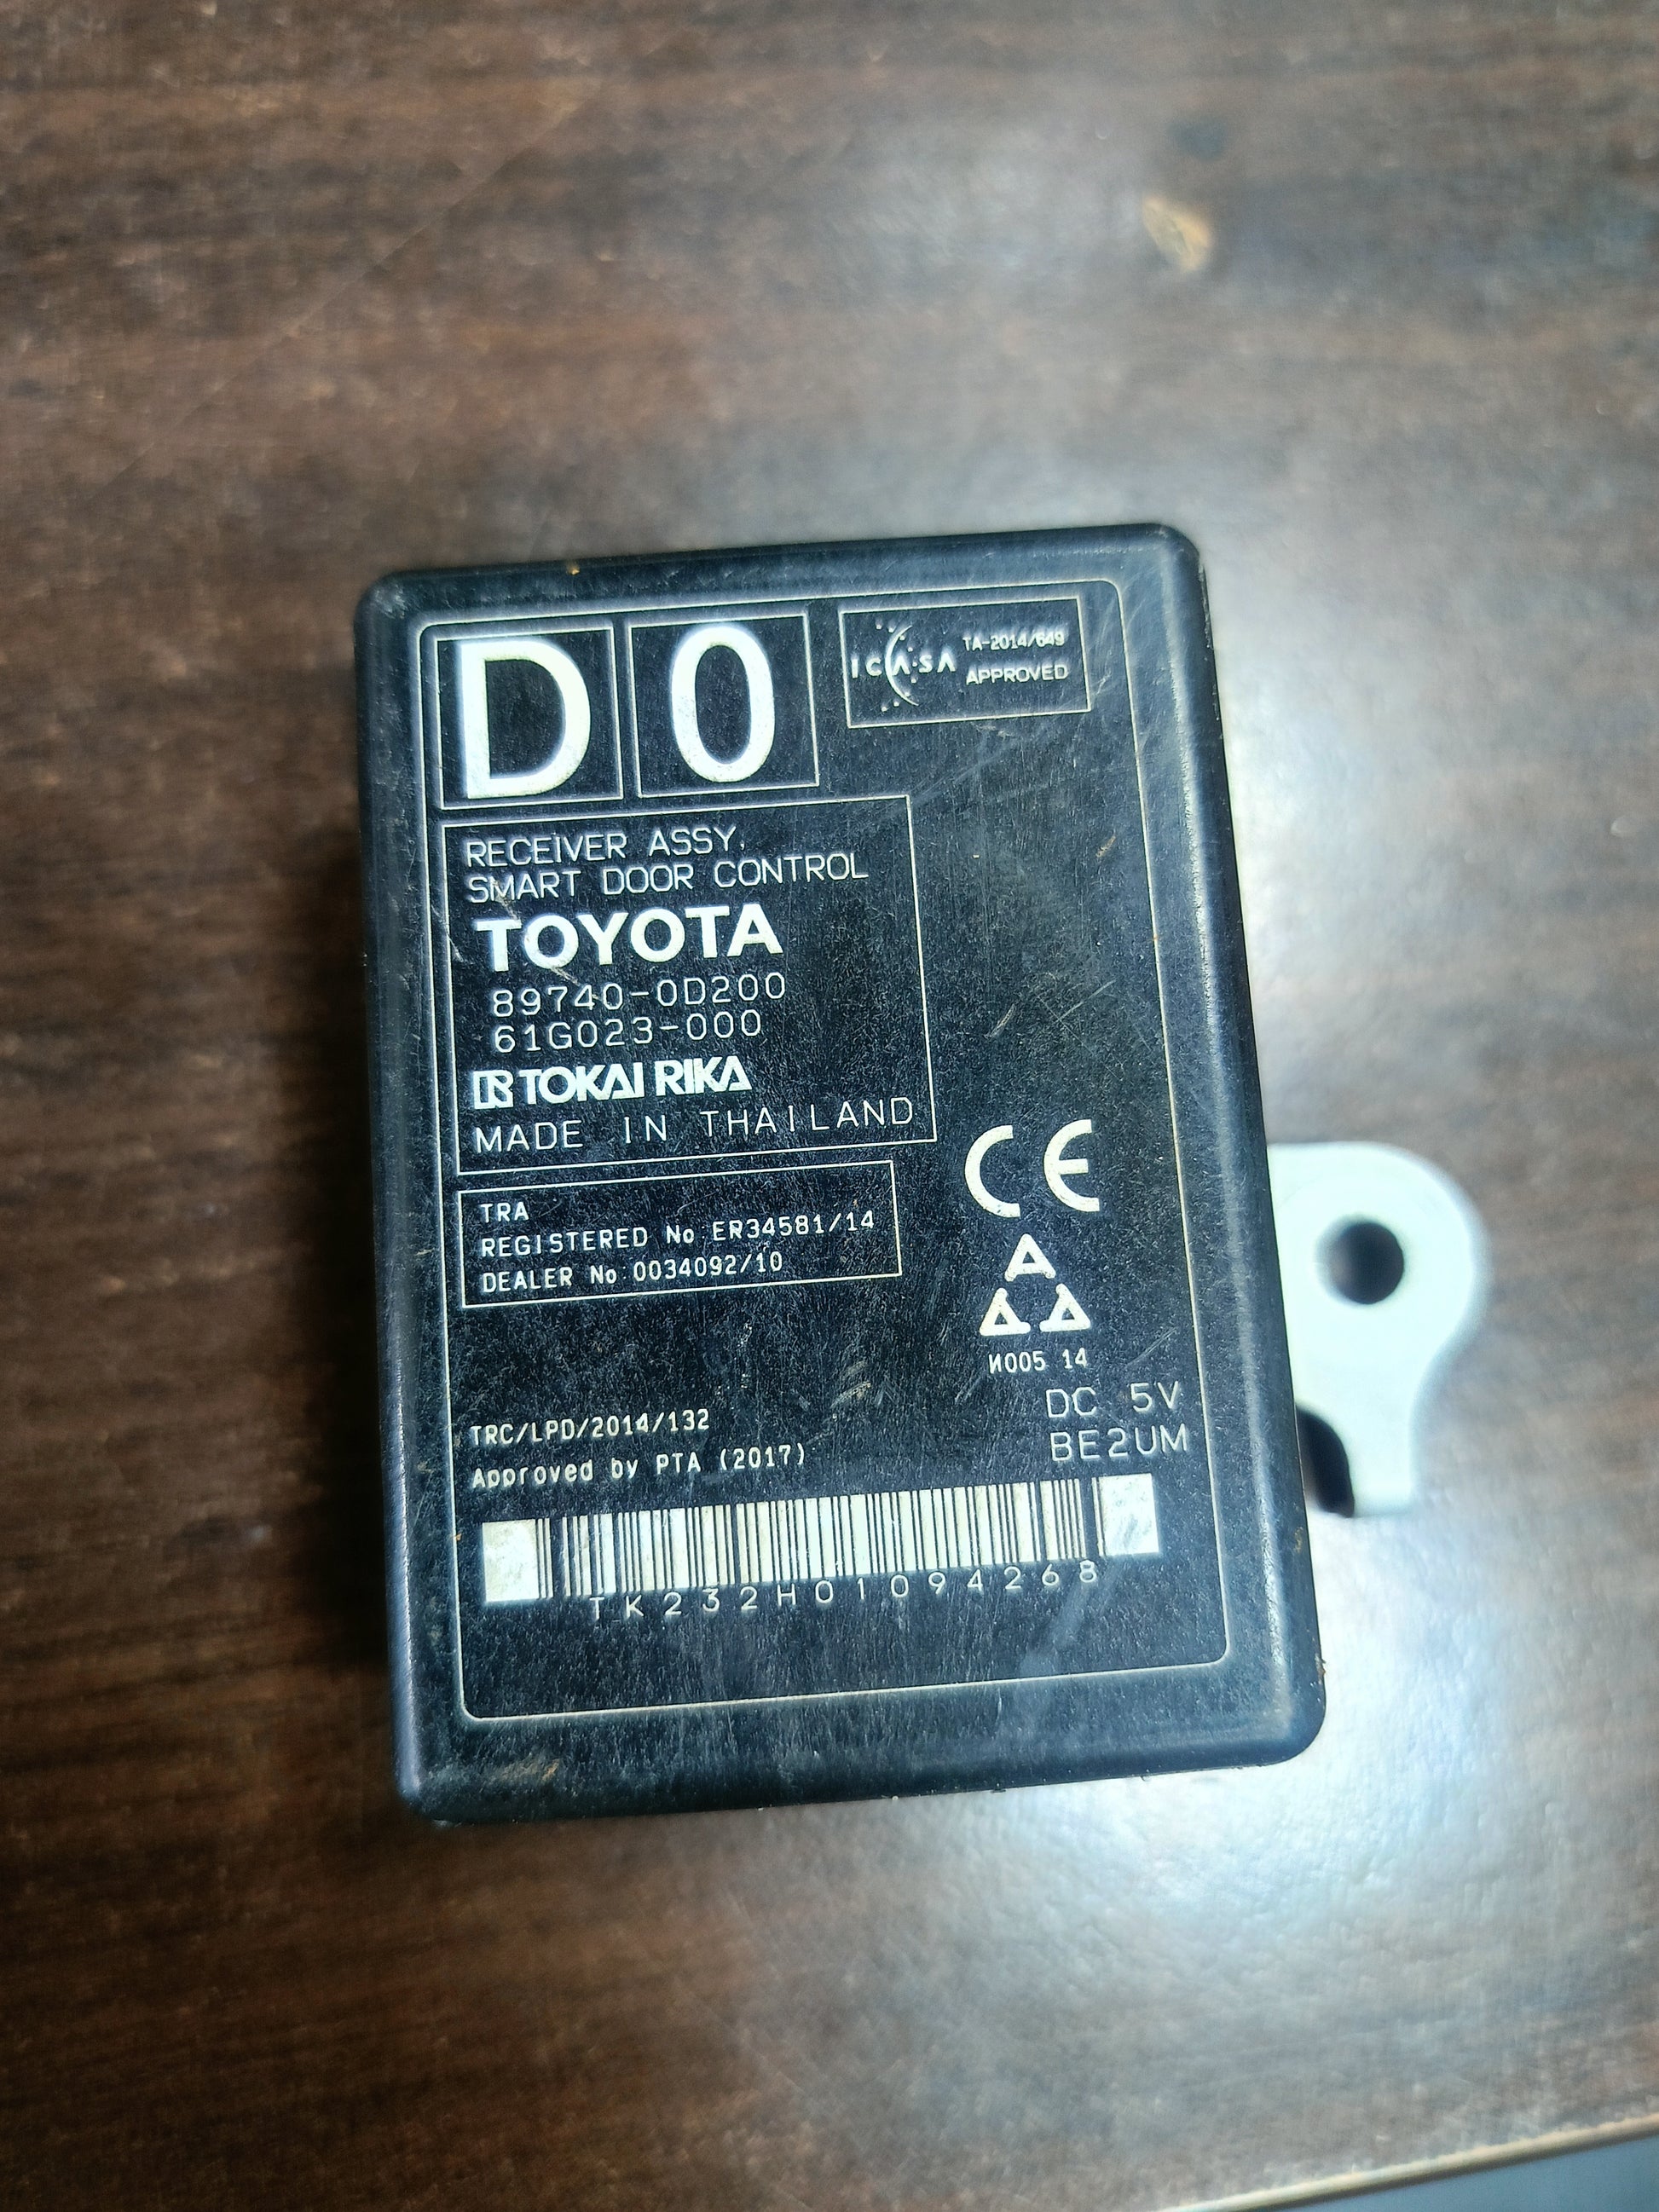 D 0
ICASA TA-2014/649
APPROVED
RECEIVER ASSY,
SMART DOOR CONTROL
TOYOTA
89740-0D200
61G023-000
TOKAI RIKA
MADE IN THAILAND
TRA
REGISTERED No:ER34581/14
DEALER No:0034092/10
CE
И005 14
DC 5V
BE2UM
TRC/LPD/2014/132
Approved by PTA (2017)
TK232H01094268